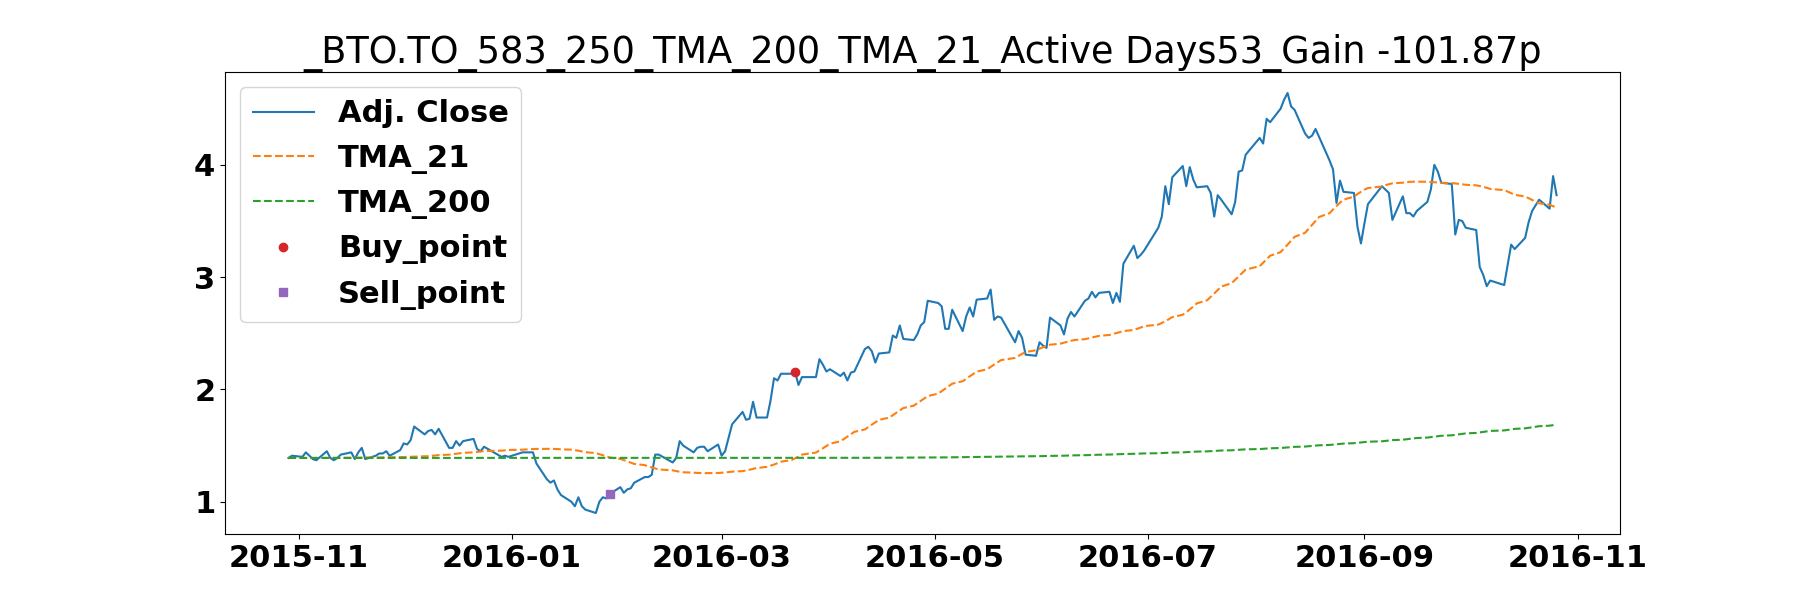 _BTO.TO_583_250_TMA_200_TMA_21_Active Days53_Gain -101.87p
Adj. Close
TMA_21
TMA_200
Buy_point
Sell_point
4
3
2
1
2015-11 2016-01 2016-03 2016-05 2016-07 2016-09 2016-11